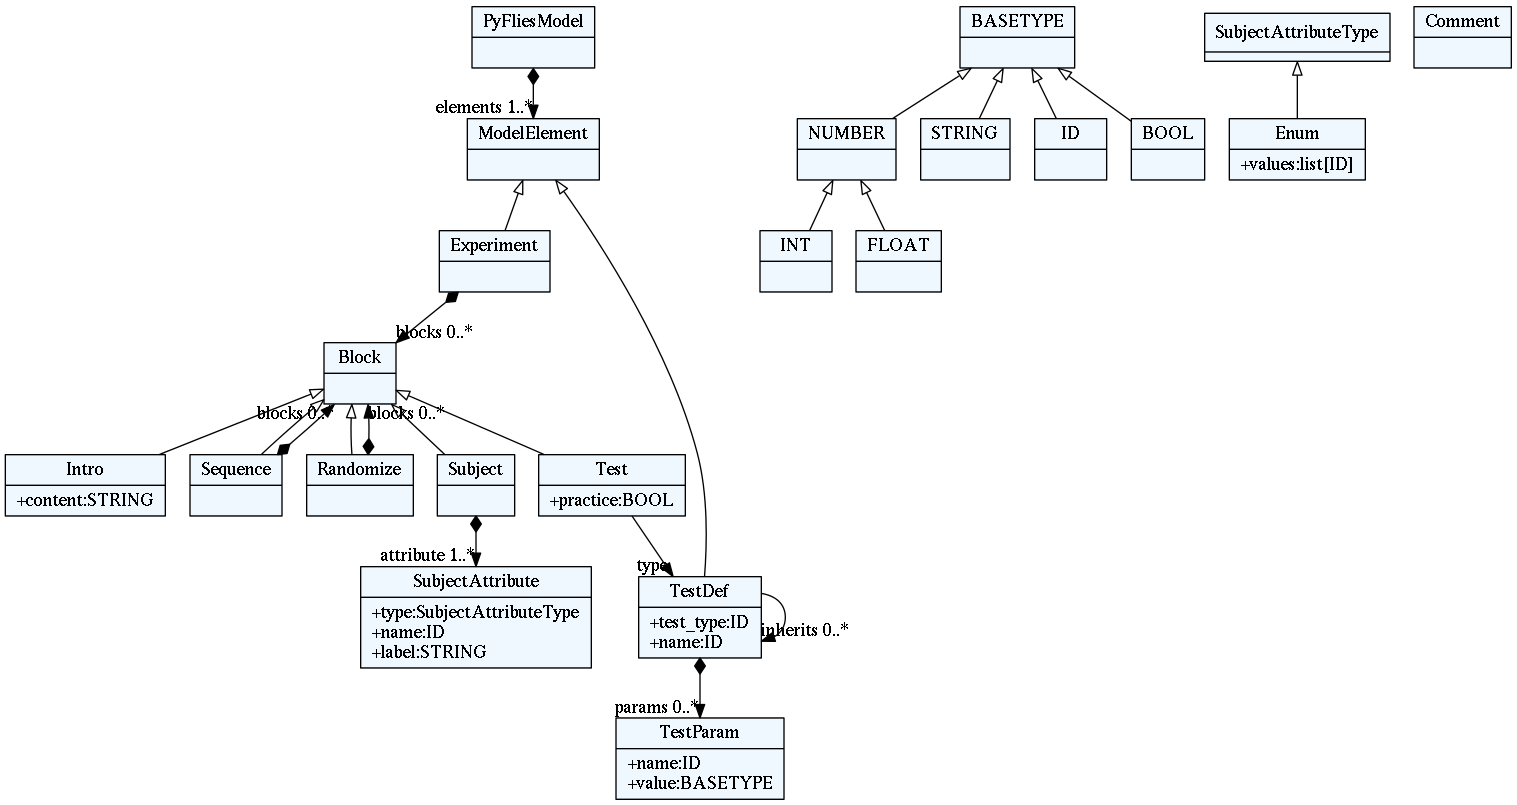 PyFliesModel
BASETYPE
SubjectAttributeType
Comment
elements 1..*
ModelElement
NUMBER
STRING
ID
BOOL
Enum
+values:list[ID]
Experiment
INT
FLOAT
blocks 0..*
Block
blocks 0..*
blocks 0..*
Intro
+content:STRING
Sequence
Randomize
Subject
Test
+practice:BOOL
attribute 1..*
type
SubjectAttribute
+type:SubjectAttributeType
+name:ID
+label:STRING
TestDef
+test_type:ID
+name:ID
inherits 0..*
params 0..*
TestParam
+name:ID
+value:BASETYPE